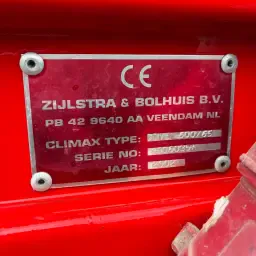 CE
ZIJLSTRA & BOLHUIS B.V.
PB 42 9640 AA VEENDAM NL
CLIMAX TYPE:
SERIE NO:
JAAR: